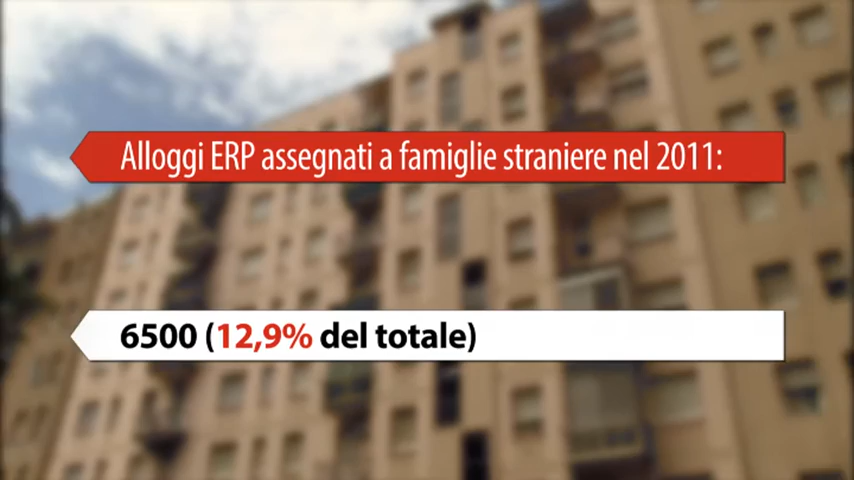 Alloggi ERP assegnati a famiglie straniere nel 2011:
6500 (12,9% del totale)